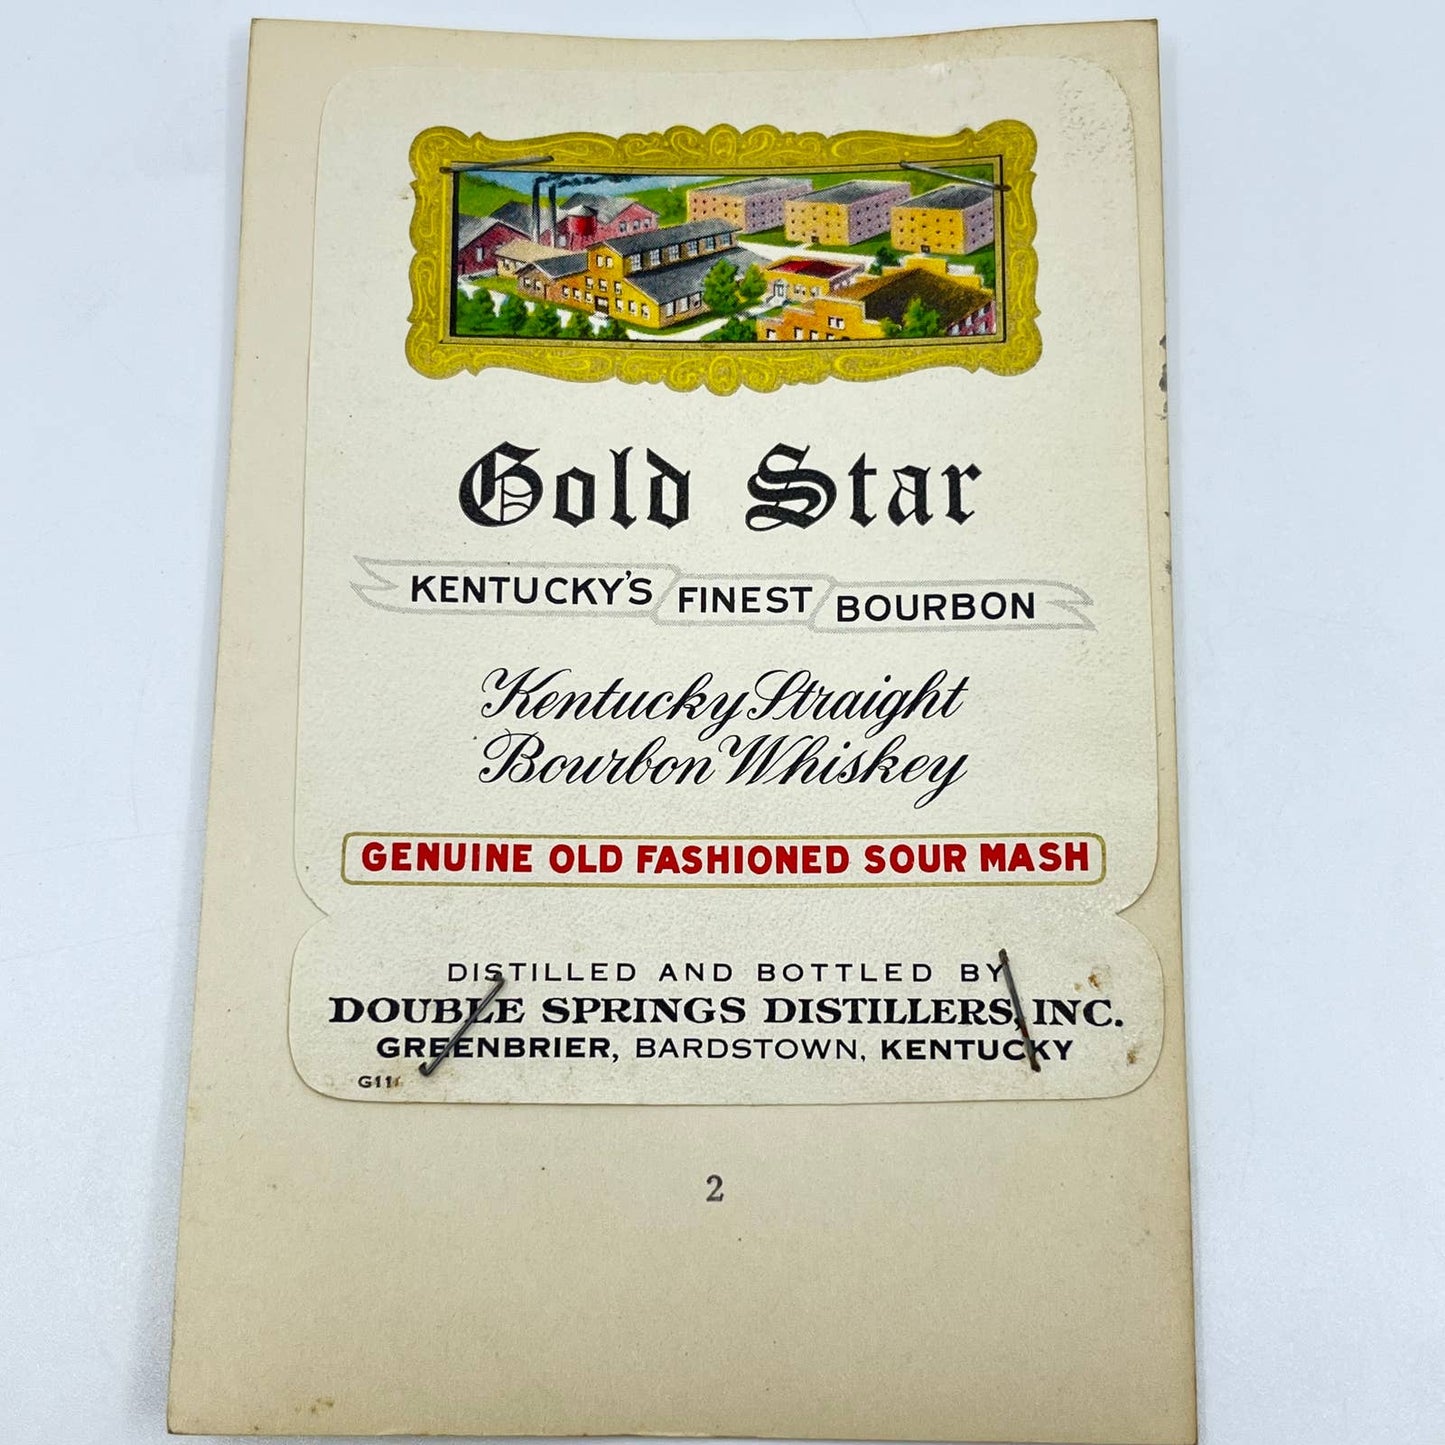 Gold Star
KENTUCKY'S FINEST BOURBON
Kentucky Straight
Bourbon Whiskey
GENUINE OLD FASHIONED SOUR MASH
DISTILLED AND BOTTLED BY
DOUBLE SPRINGS DISTILLERS, INC.
GREENBRIER, BARDSTOWN, KENTUCKY
2